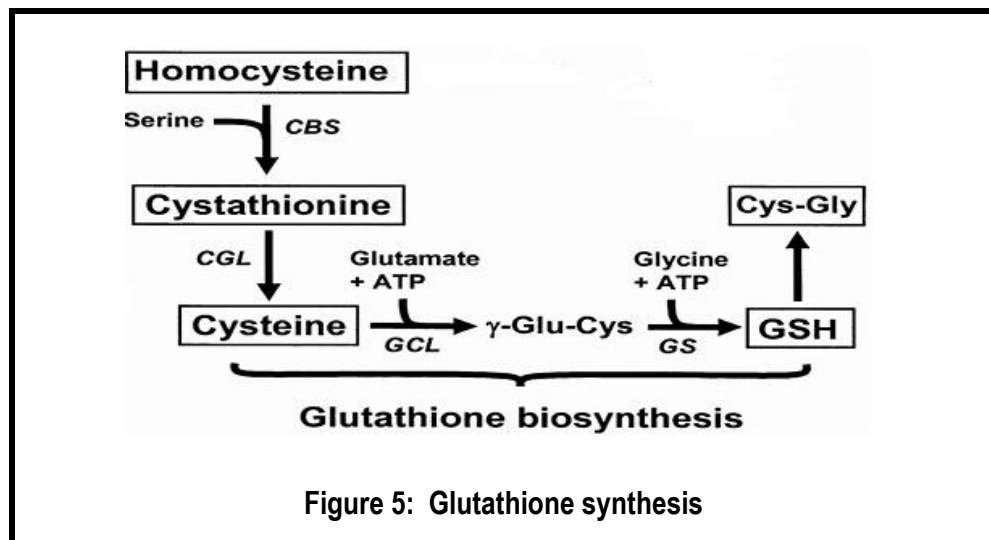 Homocysteine
Serine
CBS
Cystathionine
Cys-Gly
CGL
Glutamate
+ ATP
Glycine
+ ATP
Cysteine
GCL
γ-Glu-Cys
GS
GSH
Glutathione biosynthesis
Figure 5: Glutathione synthesis